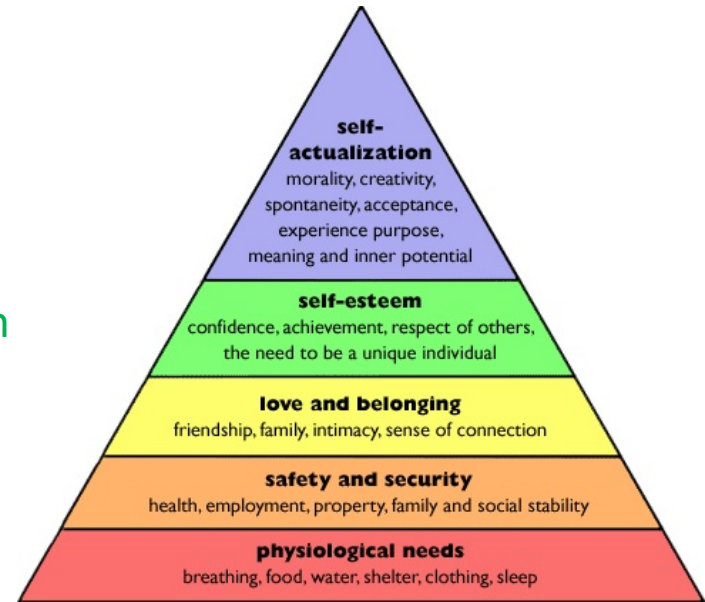 self-
actualization
morality, creativity,
spontaneity, acceptance,
experience purpose,
meaning and inner potential
self-esteem
confidence, achievement, respect of others,
the need to be a unique individual
love and belonging
friendship, family, intimacy, sense of connection
safety and security
health, employment, property, family and social stability
physiological needs
breathing, food, water, shelter, clothing, sleep